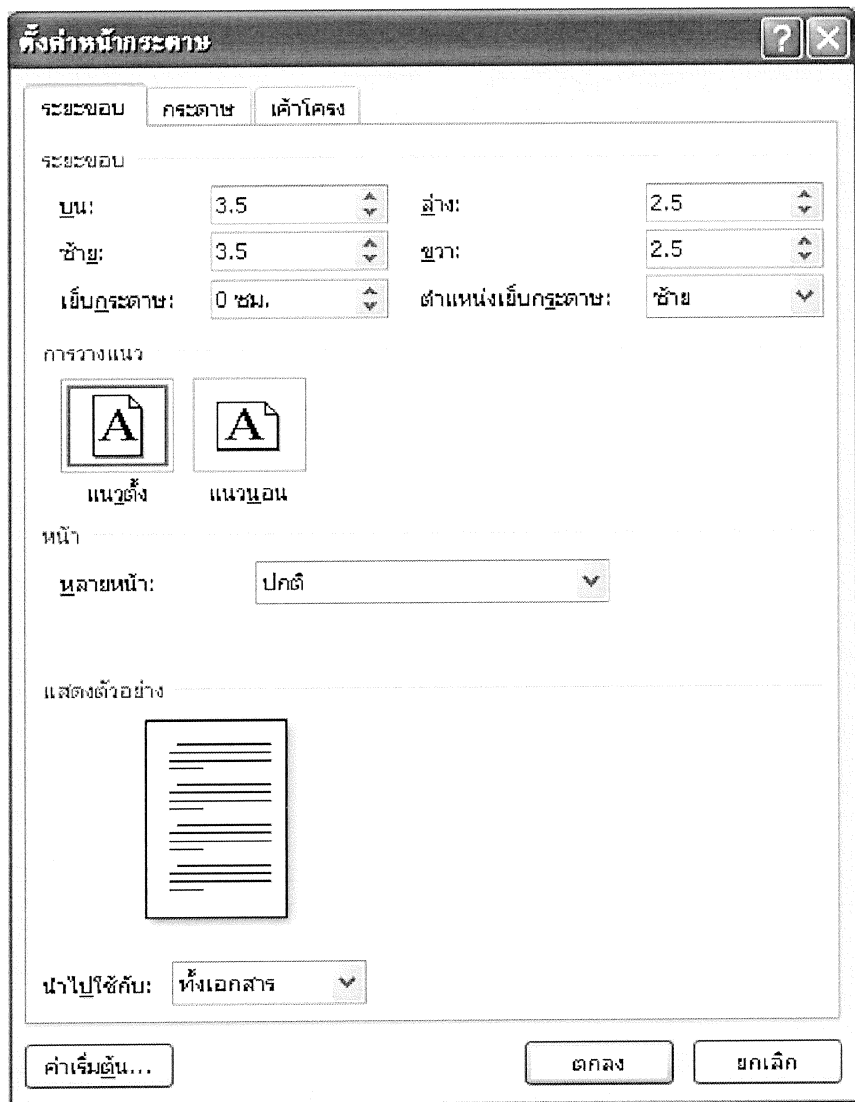 ตั้งค่าหน้ากระดาษ
ระยะขอบ กระดาษ เค้าโครง
ระยะขอบ
บน: 3.5 ล่าง: 2.5
ซ้าย: 3.5 ขวา: 2.5
เย็บกระดาษ: 0 ซม. ตำแหน่งเย็บกระดาษ: ซ้าย
การวางแนว
A A
แนวตั้ง แนวนอน
หน้า
หลายหน้า: ปกติ
แสดงตัวอย่าง
นำไปใช้กับ: ทั้งเอกสาร
ค่าเริ่มต้น... ตกลง ยกเลิก